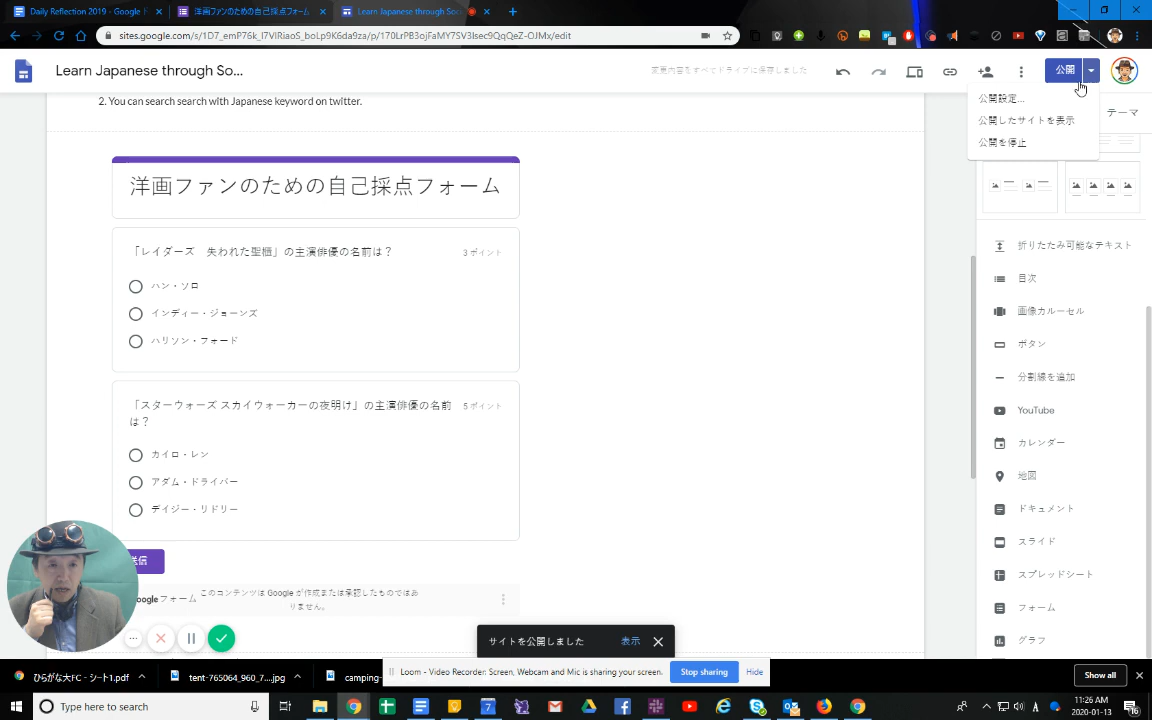 Daily Reflection 2019 - Google ド
洋画ファンのための自己採点フォーム
Learn Japanese through Soc
sites.google.com/s/1D7_emP76k_l7VlRiaoS_boLp9K6da9za/p/170LrPB3ojFaMY7SV3Isec9QqQeZ-OJMx/edit
Learn Japanese through So...
変更内容をすべてドライブに保存しました
公開
公開設定...
公開したサイトを表示
公開を停止
テーマ
2. You can search search with Japanese keyword on twitter.
洋画ファンのための自己採点フォーム
「レイダーズ 失われた聖櫃」の主演俳優の名前は？
3 ポイント
ハン・ソロ
インディー・ジョーンズ
ハリソン・フォード
「スターウォーズ スカイウォーカーの夜明け」の主演俳優の名前
は？
5 ポイント
カイロ・レン
アダム・ドライバー
デイジー・リドリー
送信
Google フォーム
このコンテンツは Google が作成または承認したものではあ
りません。
折りたたみ可能なテキスト
目次
画像カルーセル
ボタン
分割線を追加
YouTube
カレンダー
地図
ドキュメント
スライド
スプレッドシート
フォーム
グラフ
サイトを公開しました
表示
Loom - Video Recorder: Screen, Webcam and Mic is sharing your screen.
Stop sharing
Hide
ひらがな大FC - シート1.pdf
tent-765064_960_7....jpg
camping-
Show all
Type here to search
11:26 AM
2020-01-13
16